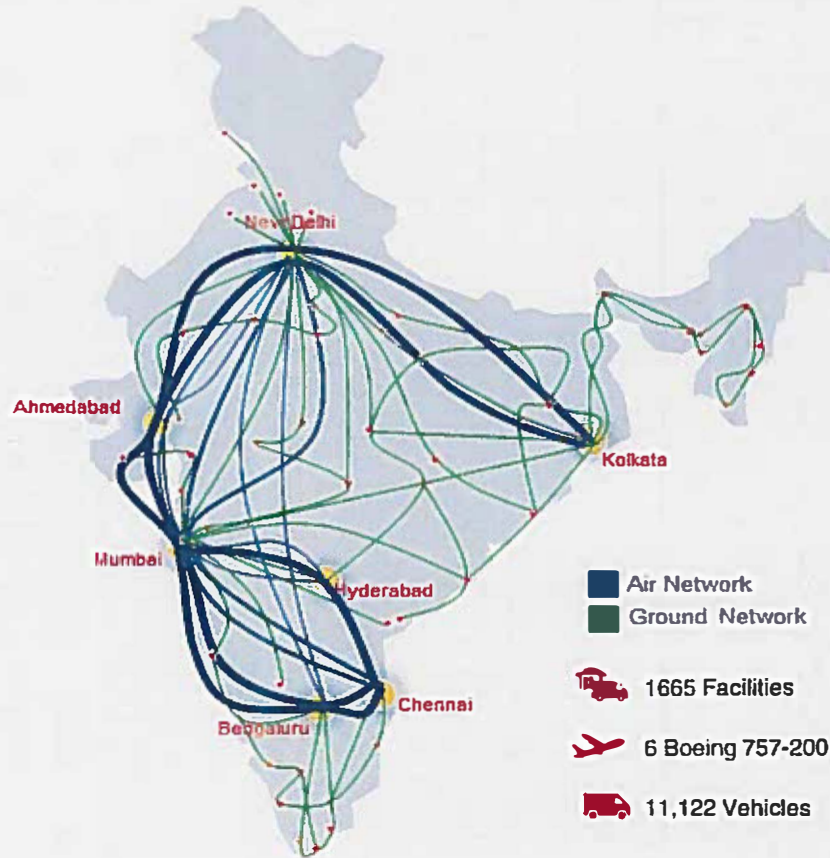 New Delhi
Ahmedabad
Kolkata
Mumbai
Hyderabad
Air Network
Ground Network
1665 Facilities
Chennai
Bengaluru
6 Boeing 757-200
11,122 Vehicles